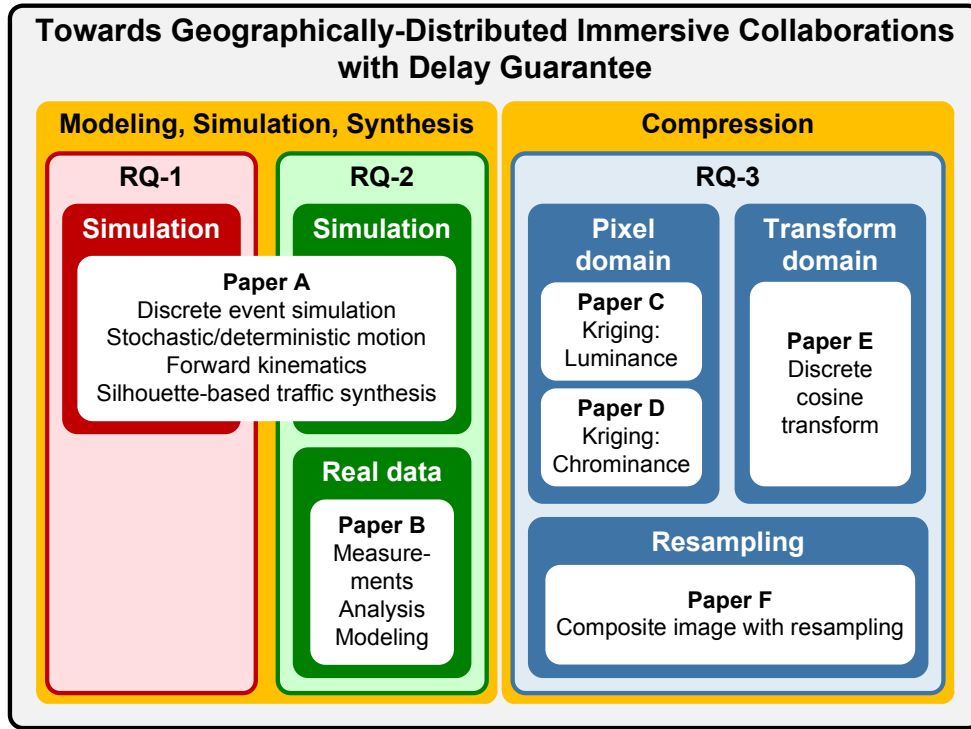 Towards Geographically-Distributed Immersive Collaborations
with Delay Guarantee
Modeling, Simulation, Synthesis
RQ-1
Simulation
RQ-2
Simulation
Paper A
Discrete event simulation
Stochastic/deterministic motion
Forward kinematics
Silhouette-based traffic synthesis
Real data
Paper B
Measure-
ments
Analysis
Modeling
Compression
RQ-3
Pixel
domain
Paper C
Kriging:
Luminance
Paper D
Kriging:
Chrominance
Transform
domain
Paper E
Discrete
cosine
transform
Resampling
Paper F
Composite image with resampling